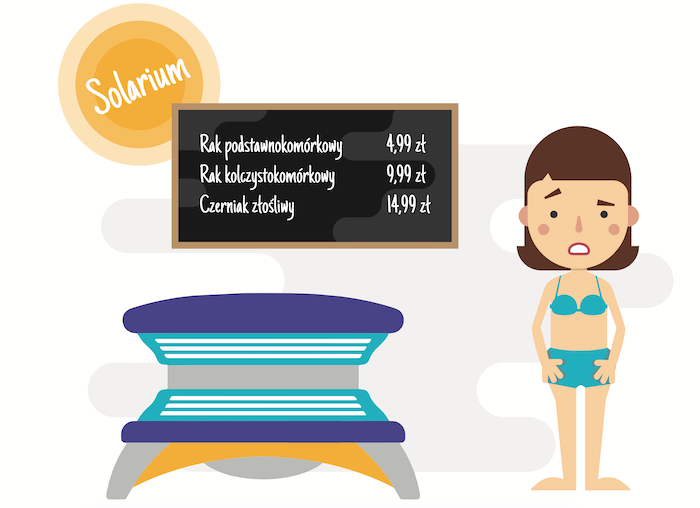 Solarium
Rak podstawnokomórkowy 4,99 zł
Rak kolczystokomórkowy 9,99 zł
Czerniak złośliwy 14,99 zł